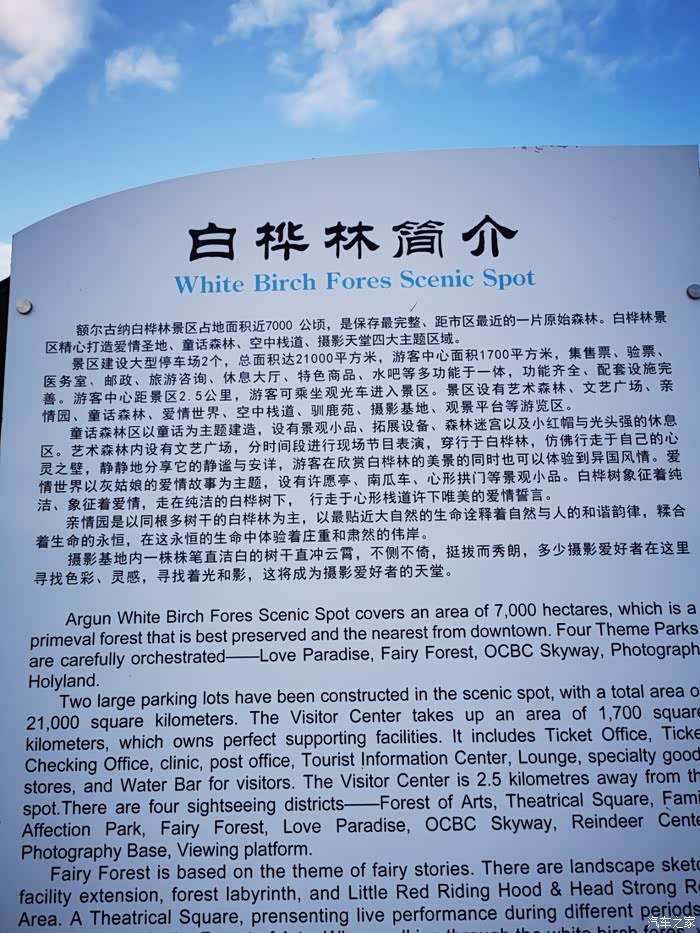 白桦林简介
White Birch Fores Scenic Spot
额尔古纳白桦林景区占地面积近7000 公顷，是保存最完整、距市区最近的一片原始森林。白桦林景
区精心打造爱情圣地、童话森林、空中栈道、摄影天堂四大主题区域。
景区建设大型停车场2个，总面积达21000平方米，游客中心面积1700平方米，集售票、验票、
医务室、邮政、旅游咨询、休息大厅、特色商品、水吧等多功能于一体，功能齐全、配套设施完
善。游客中心距景区2.5公里，游客可乘坐观光车进入景区。景区设有艺术森林、文艺广场、亲
情园、童话森林、爱情世界、空中栈道、驯鹿苑、摄影基地、观景平台等游览区。
童话森林区以童话为主题建造，设有景观小品、拓展设备、森林迷宫以及小红帽与光头强的休息
区。艺术森林内设有文艺广场，分时间段进行现场节目表演，穿行于白桦林，仿佛行走于自己的心
灵之壁，静静地分享它的静谧与安详，游客在欣赏白桦林的美景的同时也可以体验到异国风情。爱
情世界以灰姑娘的爱情故事为主题，设有许愿亭、南瓜车、心形拱门等景观小品。白桦树象征着纯
洁、象征着爱情，走在纯洁的白桦树下， 行走于心形栈道许下唯美的爱情誓言。
亲情园是以同根多树干的白桦林为主，以最贴近大自然的生命诠释着自然与人的和谐韵律，糅合
着生命的永恒，在这永恒的生命中体验着庄重和肃然的伟岸。
摄影基地内一株株笔直洁白的树干直冲云霄，不侧不倚，挺拔而秀朗，多少摄影爱好者在这里
寻找色彩、灵感，寻找着光和影，这将成为摄影爱好者的天堂。
Argun White Birch Fores Scenic Spot covers an area of 7,000 hectares, which is a
primeval forest that is best preserved and the nearest from downtown. Four Theme Parks
are carefully orchestrated——Love Paradise, Fairy Forest, OCBC Skyway, Photograph
Holyland.
Two large parking lots have been constructed in the scenic spot, with a total area o
21,000 square kilometers. The Visitor Center takes up an area of 1,700 square
kilometers, which owns perfect supporting facilities. It includes Ticket Office, Ticke
Checking Office, clinic, post office, Tourist Information Center, Lounge, specialty good
stores, and Water Bar for visitors. The Visitor Center is 2.5 kilometres away from th
spot.There are four sightseeing districts——Forest of Arts, Theatrical Square, Fami
Affection Park, Fairy Forest, Love Paradise, OCBC Skyway, Reindeer Cente
Photography Base, Viewing platform.
Fairy Forest is based on the theme of fairy stories. There are landscape sketc
facility extension, forest labyrinth, and Little Red Riding Hood & Head Strong Re
Area. A Theatrical Square, prensenting live performance during different periods
汽车之家